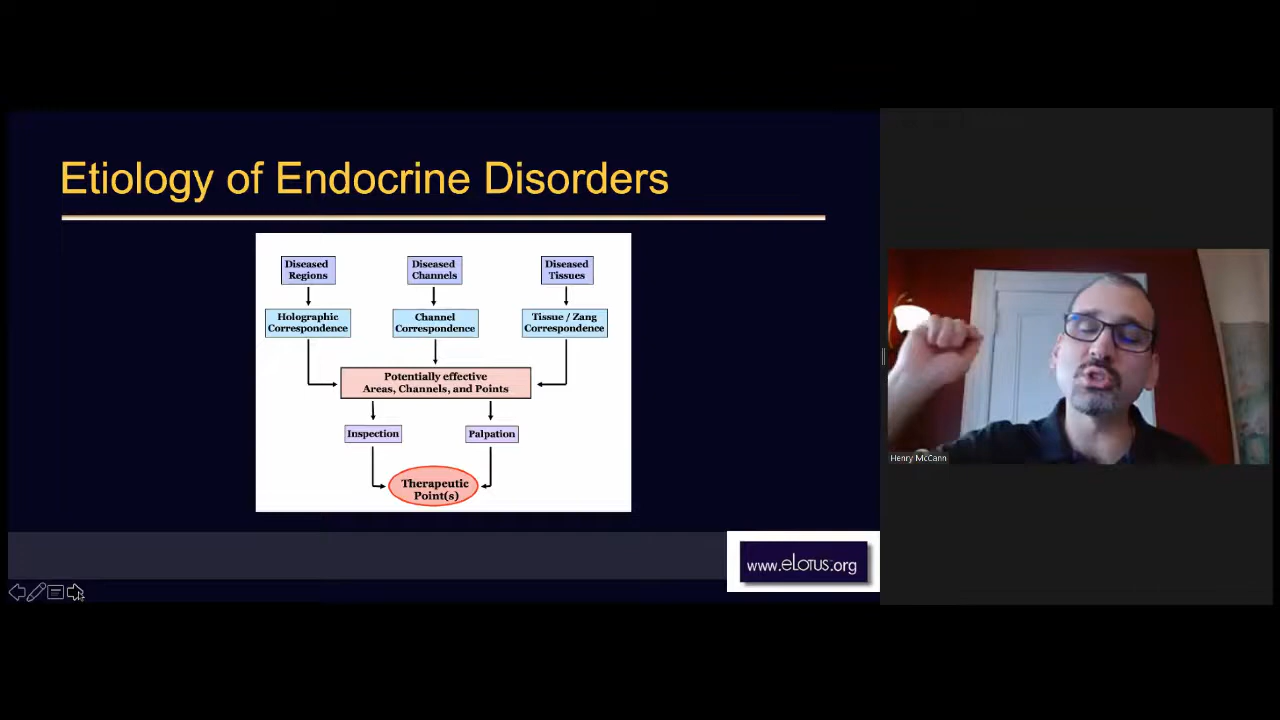 Etiology of Endocrine Disorders
Diseased
Regions
Diseased
Channels
Diseased
Tissues
Holographic
Correspondence
Channel
Correspondence
Tissue / Zang
Correspondence
Potentially effective
Areas, Channels, and Points
Inspection
Palpation
Therapeutic
Point(s)
www.eLotus.org
Henry McCann